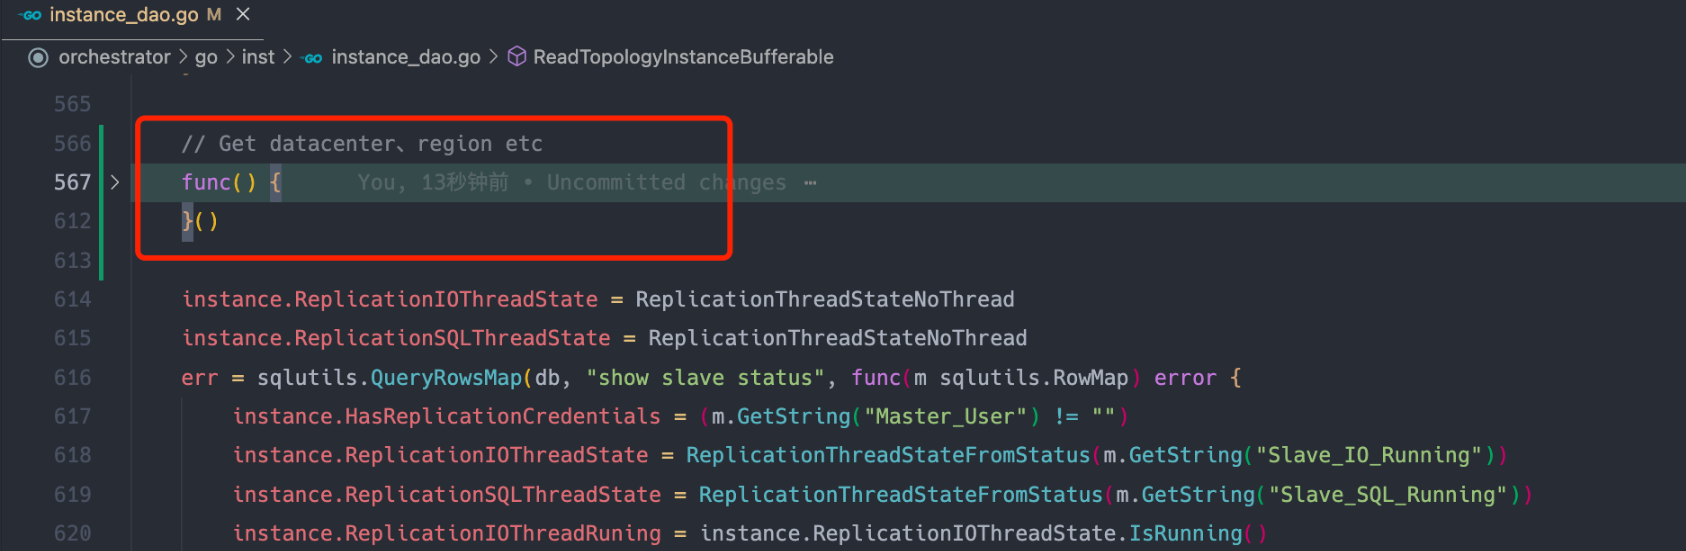 GO instance_dao.go M ×
orchestrator > go > inst > GO instance_dao.go > ReadTopologyInstanceBufferable
565
566 // Get datacenter、region etc
567 > func() { You, 13秒钟前 • Uncommitted changes ⋯
612 }()
613
614 instance.ReplicationIOThreadState = ReplicationThreadStateNoThread
615 instance.ReplicationSQLThreadState = ReplicationThreadStateNoThread
616 err = sqlutils.QueryRowsMap(db, "show slave status", func(m sqlutils.RowMap) error {
617 instance.HasReplicationCredentials = (m.GetString("Master_User") != "")
618 instance.ReplicationIOThreadState = ReplicationThreadStateFromStatus(m.GetString("Slave_IO_Running"))
619 instance.ReplicationSQLThreadState = ReplicationThreadStateFromStatus(m.GetString("Slave_SQL_Running"))
620 instance.ReplicationIOThreadRuning = instance.ReplicationIOThreadState.IsRunning()